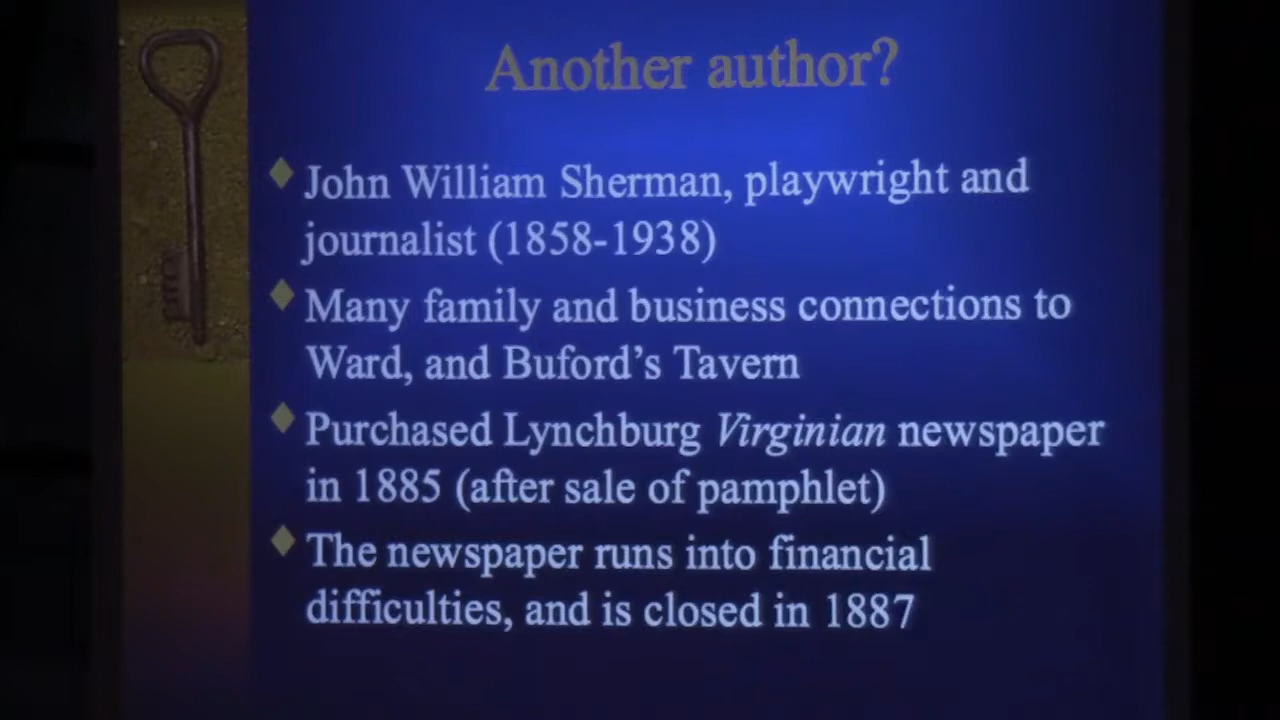 Another author?
John William Sherman, playwright and
journalist (1858-1938)
Many family and business connections to
Ward, and Buford’s Tavern
Purchased Lynchburg Virginian newspaper
in 1885 (after sale of pamphlet)
The newspaper runs into financial
difficulties, and is closed in 1887